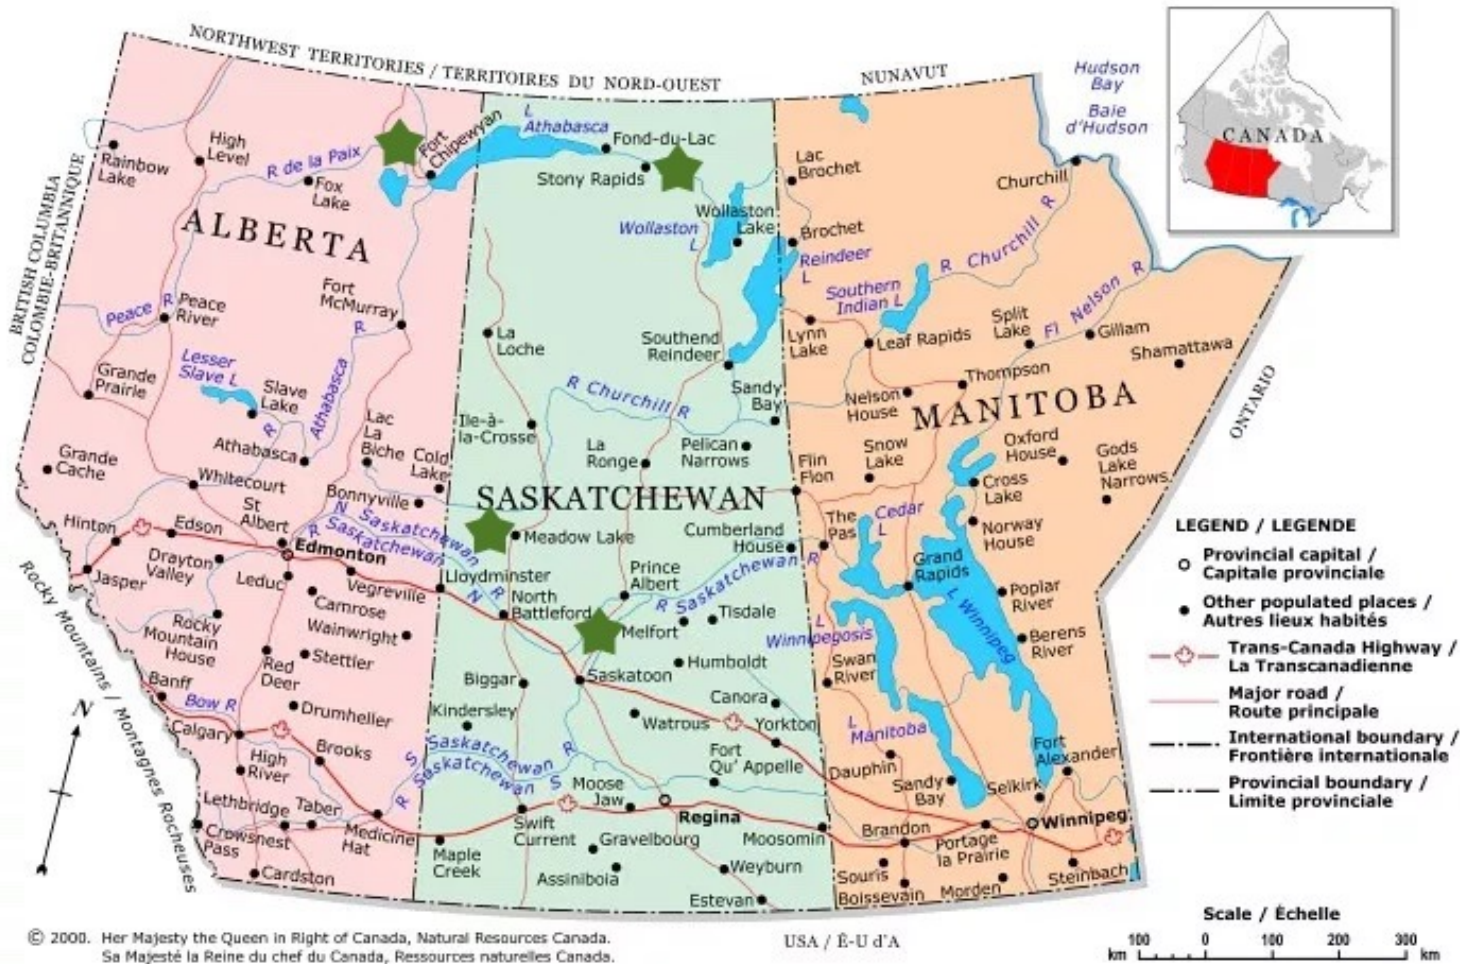 NORTHWEST TERRITORIES / TERRITOIRES DU NORD-OUEST
NUNAVUT
Hudson
Bay
Baie
d'Hudson
CANADA
BRITISH COLUMBIA
COLOMBIE-BRITANNIQUE
ALBERTA
Rainbow
Lake
High
Level
R de la Paix
Fox
Lake
Fort
Chipewyan
Fort
McMurray
Peace R
Peace
River
Lesser
Slave L
Slave
Lake
Athabasca R
R
Grande
Prairie
Athabasca
Lac
La
Biche
Cold
Lake
Grande
Cache
Whitecourt
Bonnyville
St
Albert
N Saskatchewan
R Saskatchewan
Hinton
Edson
Edmonton
Drayton
Valley
Leduc
Jasper
Vegreville
Camrose
Rocky
Mountain
House
Wainwright
Red
Deer
Stettler
Banff
Bow R
Drumheller
Calgary
High
River
Brooks
Lethbridge
Taber
Crowsnest
Pass
Medicine
Hat
Cardston
Rocky Mountains / Montagnes Rocheuses
N
SASKATCHEWAN
L
Athabasca
Fond-du-Lac
Stony Rapids
Wollaston
Lake
Wollaston
L
La
Loche
Southend
Reindeer
R Churchill R
Sandy
Bay
Ile-à-
la-Crosse
La
Ronge
Pelican
Narrows
Meadow Lake
Cumberland
House
Lloydminster
North
Battleford
R
N
Prince
Albert
R Saskatchewan R
Melfort
Tisdale
Saskatoon
Humboldt
Biggar
Canora
Kindersley
Watrous
Yorkton
S Saskatchewan R
R Saskatchewan S
Fort
Qu' Appelle
Moose
Jaw
Regina
Swift
Current
Gravelbourg
Moosomin
Maple
Creek
Assiniboia
Weyburn
Estevan
MANITOBA
Lac
Brochet
Churchill
Brochet
Reindeer
L
R Churchill R
Southern
Indian L
Fl Nelson R
Lynn
Lake
Leaf Rapids
Split
Lake
Gillam
Shamattawa
Thompson
Nelson
House
Snow
Lake
Oxford
House
Gods
Lake
Narrows
Flin
Flon
Cross
Lake
The
Pas
Cedar
L
Norway
House
Grand
Rapids
Poplar
River
L Winnipeg
L
Winnipegosis
Berens
River
Swan
River
L
Manitoba
Dauphin
Sandy
Bay
Fort
Alexander
Selkirk
Winnipeg
Brandon
Portage
la Prairie
Souris
Boissevain
Morden
Steinbach
ONTARIO
USA / É-U d'A
LEGEND / LEGENDE
Provincial capital /
Capitale provinciale
Other populated places /
Autres lieux habités
Trans-Canada Highway /
La Transcanadienne
Major road /
Route principale
International boundary /
Frontière internationale
Provincial boundary /
Limite provinciale
Scale / Échelle
100 0 100 200 300
km km
© 2000. Her Majesty the Queen in Right of Canada, Natural Resources Canada.
Sa Majesté la Reine du chef du Canada, Ressources naturelles Canada.